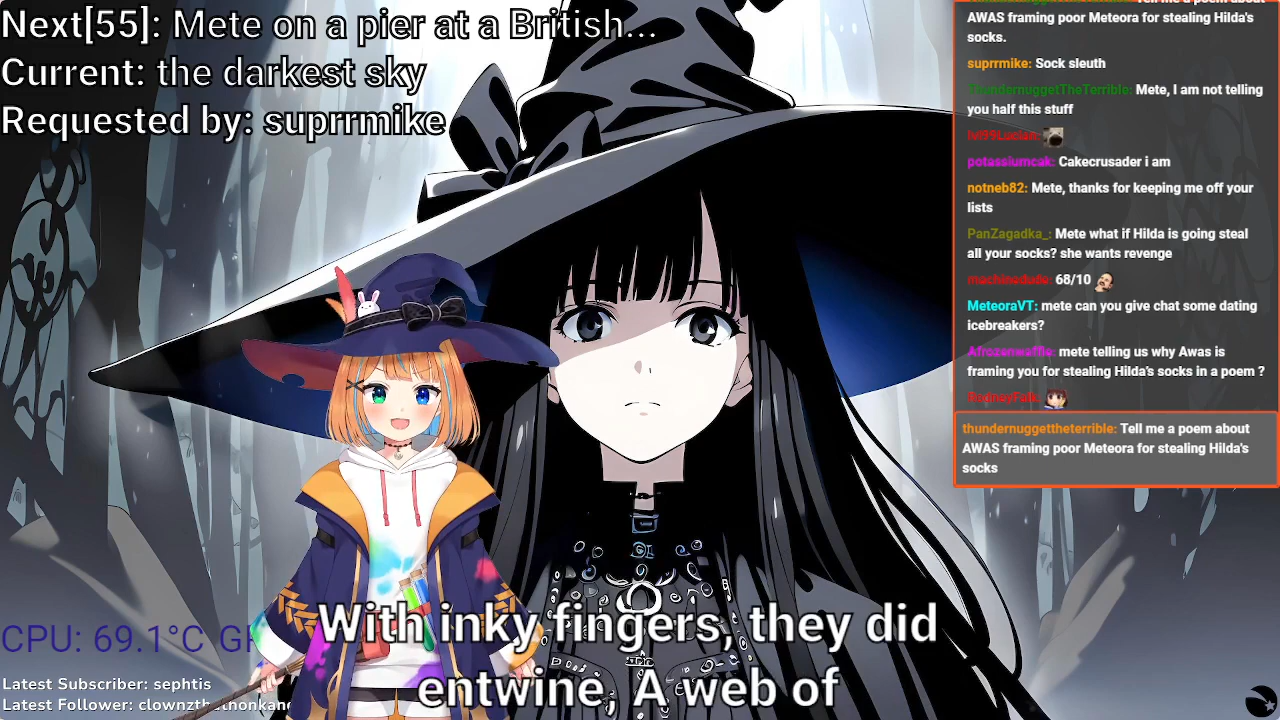 Next[55]: Mete on a pier at a British...
Current: the darkest sky
Requested by: suprrmike
AWAS framing poor Meteora for stealing Hilda's
socks.
suprrmike: Sock sleuth
ThundernuggetTheTerrible: Mete, I am not telling
you half this stuff
lvl99Lucian:
potassiumcak: Cakecrusader i am
notneb82: Mete, thanks for keeping me off your
lists
PanZagadka_: Mete what if Hilda is going steal
all your socks? she wants revenge
machinedude: 68/10
MeteoraVT: mete can you give chat some dating
icebreakers?
Afrozenwaffle: mete telling us why Awas is
framing you for stealing Hilda's socks in a poem ?
thundernuggettheterrible: Tell me a poem about
AWAS framing poor Meteora for stealing Hilda's
socks
With inky fingers, they did
entwine, A web of
CPU: 69.1°C
Latest Subscriber: sephtis
Latest Follower: